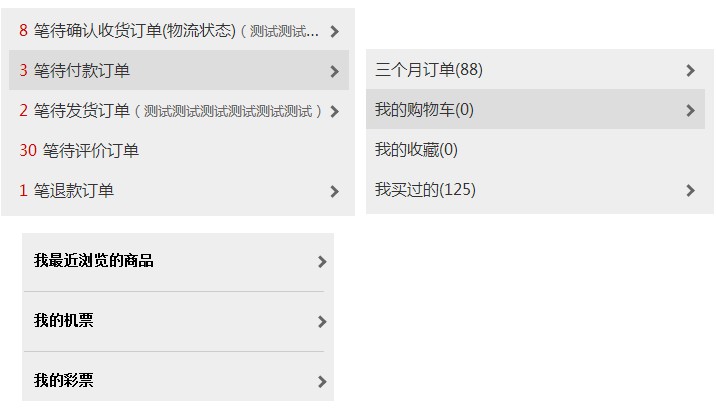 8 笔待确认收货订单(物流状态)（测试测试...
3 笔待付款订单
2 笔待发货订单（测试测试测试测试测试测试）
30 笔待评价订单
1 笔退款订单
三个月订单(88)
我的购物车(0)
我的收藏(0)
我买过的(125)
我最近浏览的商品
我的机票
我的彩票